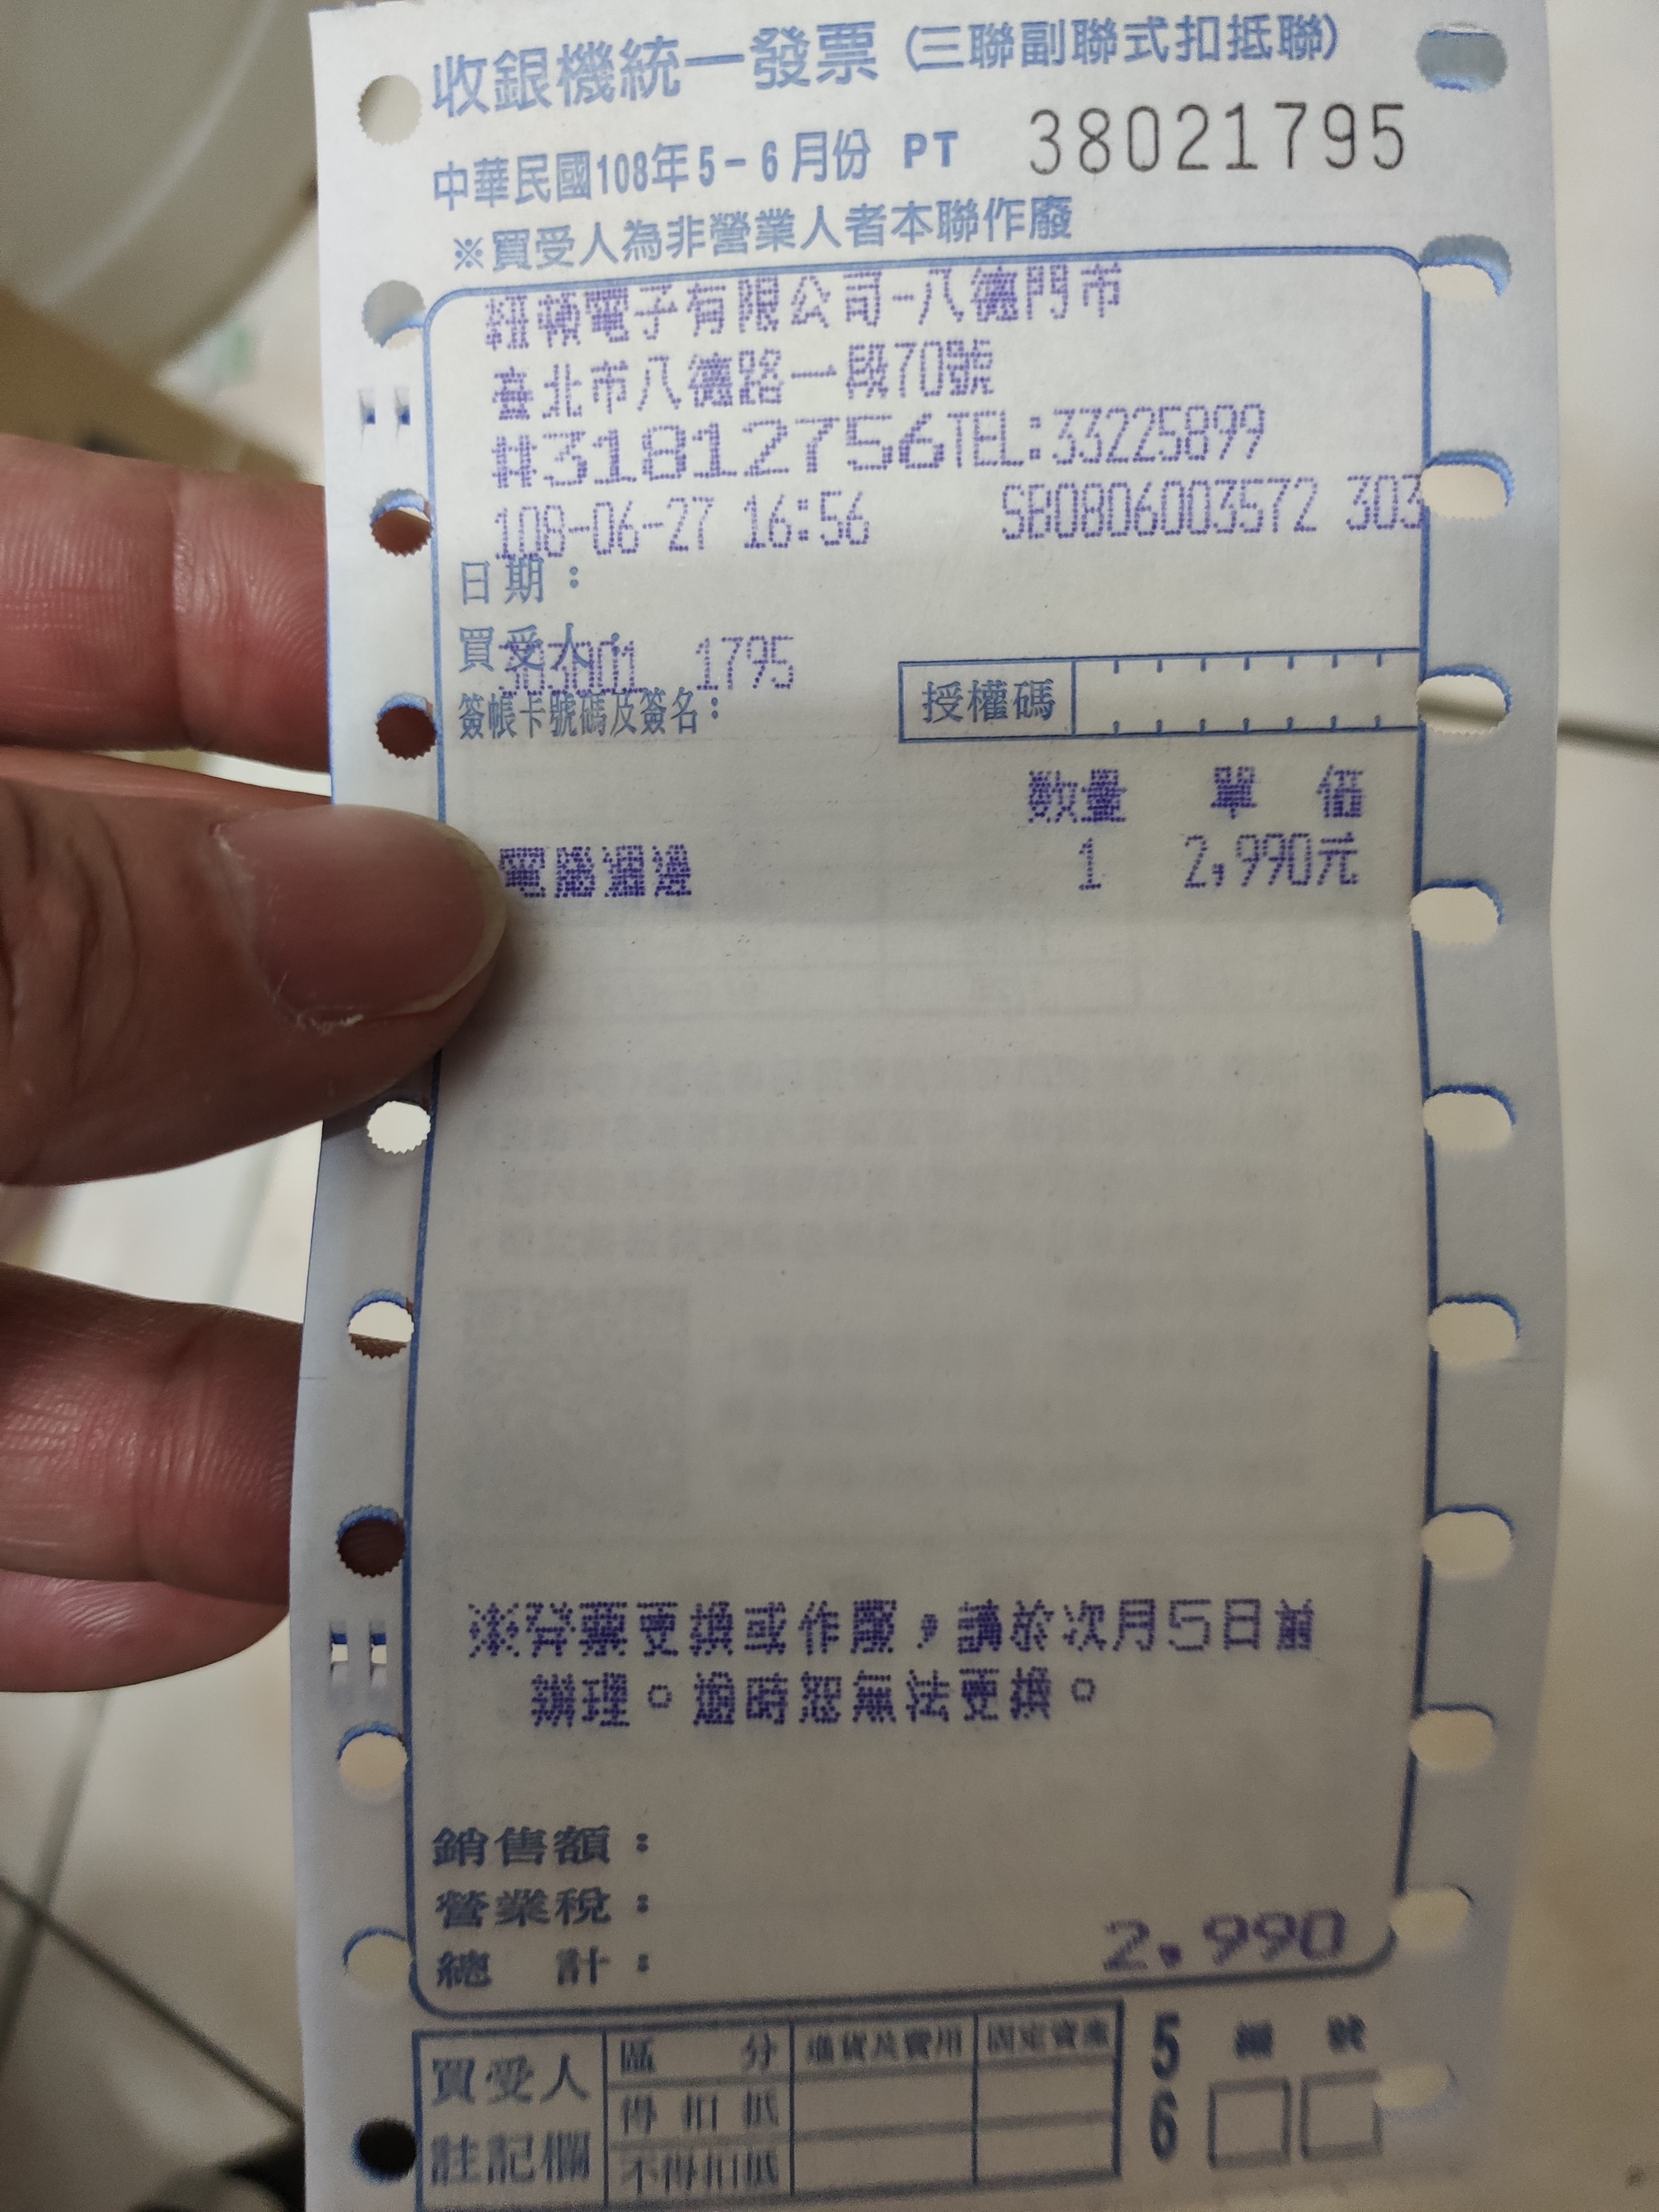 收銀機統一發票(三聯副聯式扣抵聯)
中華民國108年5-6月份 PT 38021795
※買受人為非營業人者本聯作廢
紐頓電子有限公司-八德門市
臺北市八德路一段70號
#31812756TEL:33225899
108-06-27 16:56 SB0806003572 303
日期:
買受人:
303801 1795
簽帳卡號碼及簽名:
授權碼
數量 單價
電腦週邊 1 2,990元
※發票更換或作廢,請於次月5日前
辦理。逾時恕無法更換。
銷售額:
營業稅:
總計: 2,990
買受人註記欄
區分 進貨及費用 固定資產
得扣抵
不得扣抵
5 6
編號